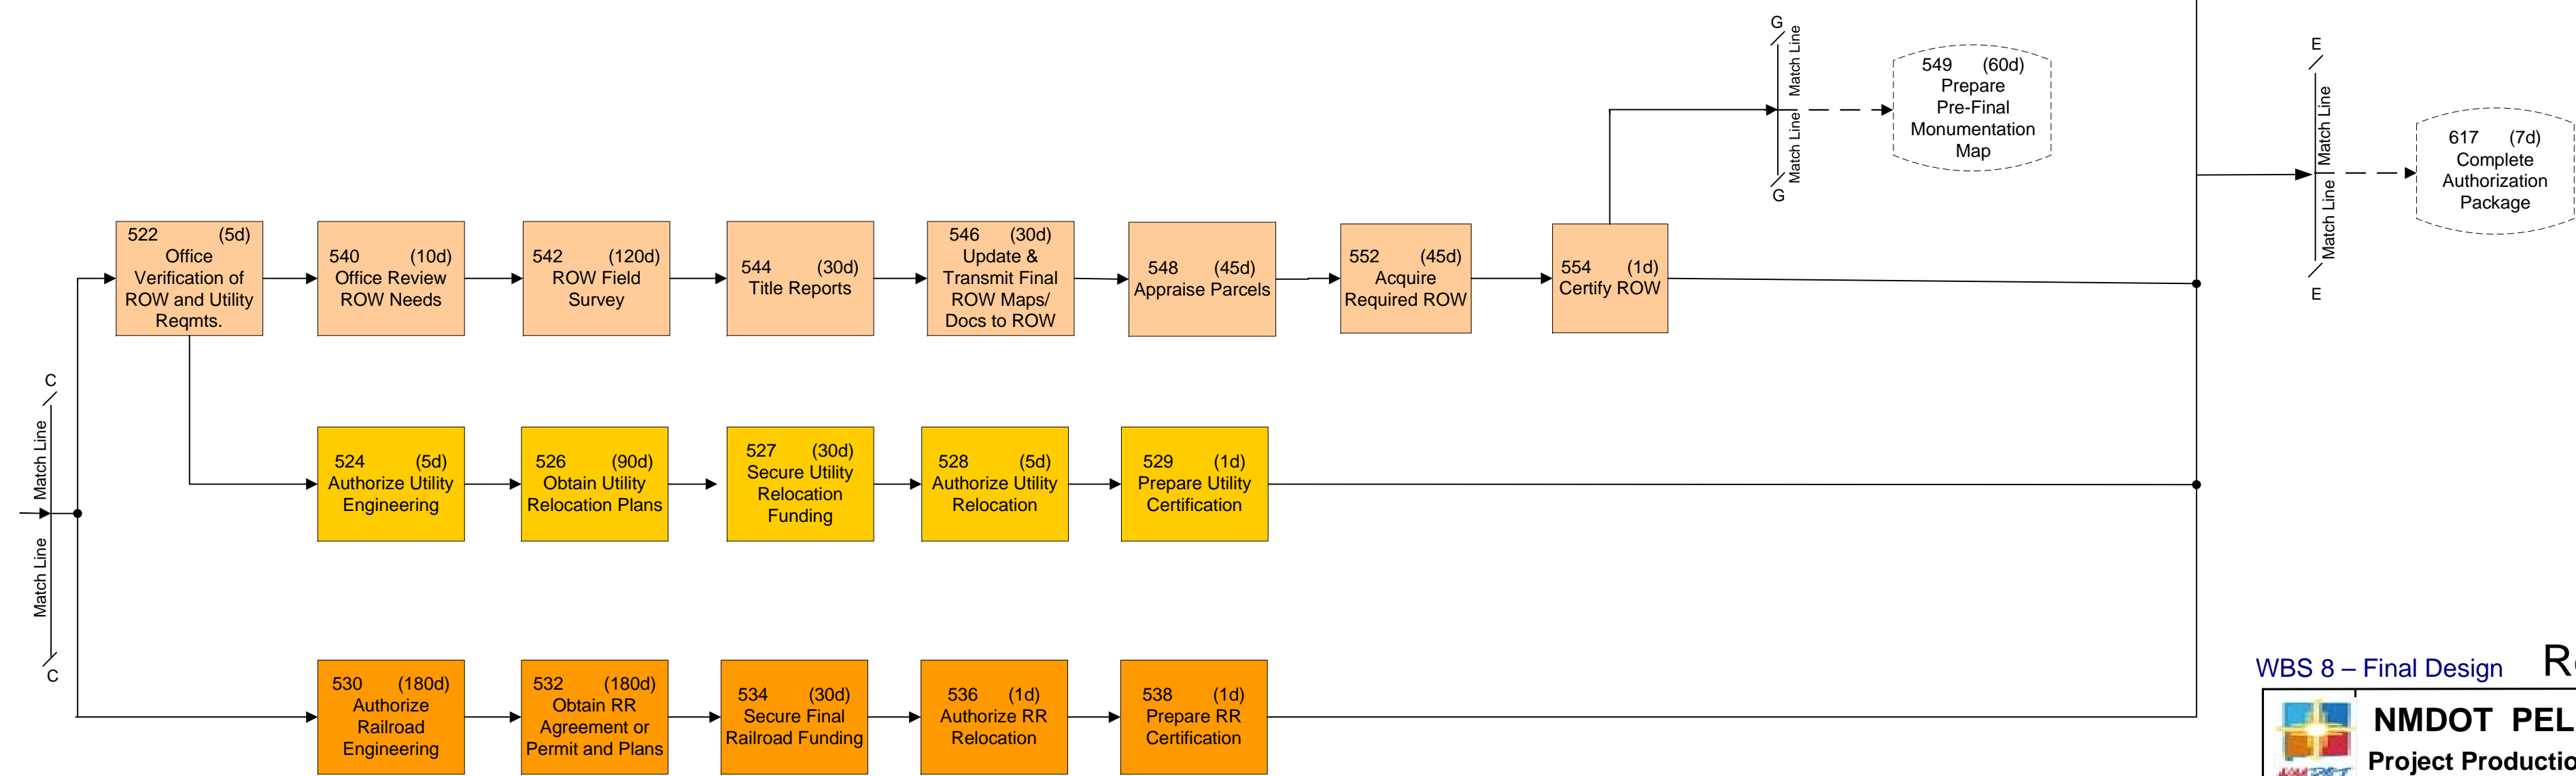 G
Match Line
Match Line
G
549 (60d)
Prepare
Pre-Final
Monumentation
Map
E
Match Line
Match Line
E
617 (7d)
Complete
Authorization
Package
522 (5d)
Office
Verification of
ROW and Utility
Reqmts.
540 (10d)
Office Review
ROW Needs
542 (120d)
ROW Field
Survey
544 (30d)
Title Reports
546 (30d)
Update &
Transmit Final
ROW Maps/
Docs to ROW
548 (45d)
Appraise Parcels
552 (45d)
Acquire
Required ROW
554 (1d)
Certify ROW
C
Match Line
Match Line
C
524 (5d)
Authorize Utility
Engineering
526 (90d)
Obtain Utility
Relocation Plans
527 (30d)
Secure Utility
Relocation
Funding
528 (5d)
Authorize Utility
Relocation
529 (1d)
Prepare Utility
Certification
530 (180d)
Authorize
Railroad
Engineering
532 (180d)
Obtain RR
Agreement or
Permit and Plans
534 (30d)
Secure Final
Railroad Funding
536 (1d)
Authorize RR
Relocation
538 (1d)
Prepare RR
Certification
WBS 8 – Final Design
NMDOT PEL
Project Productio